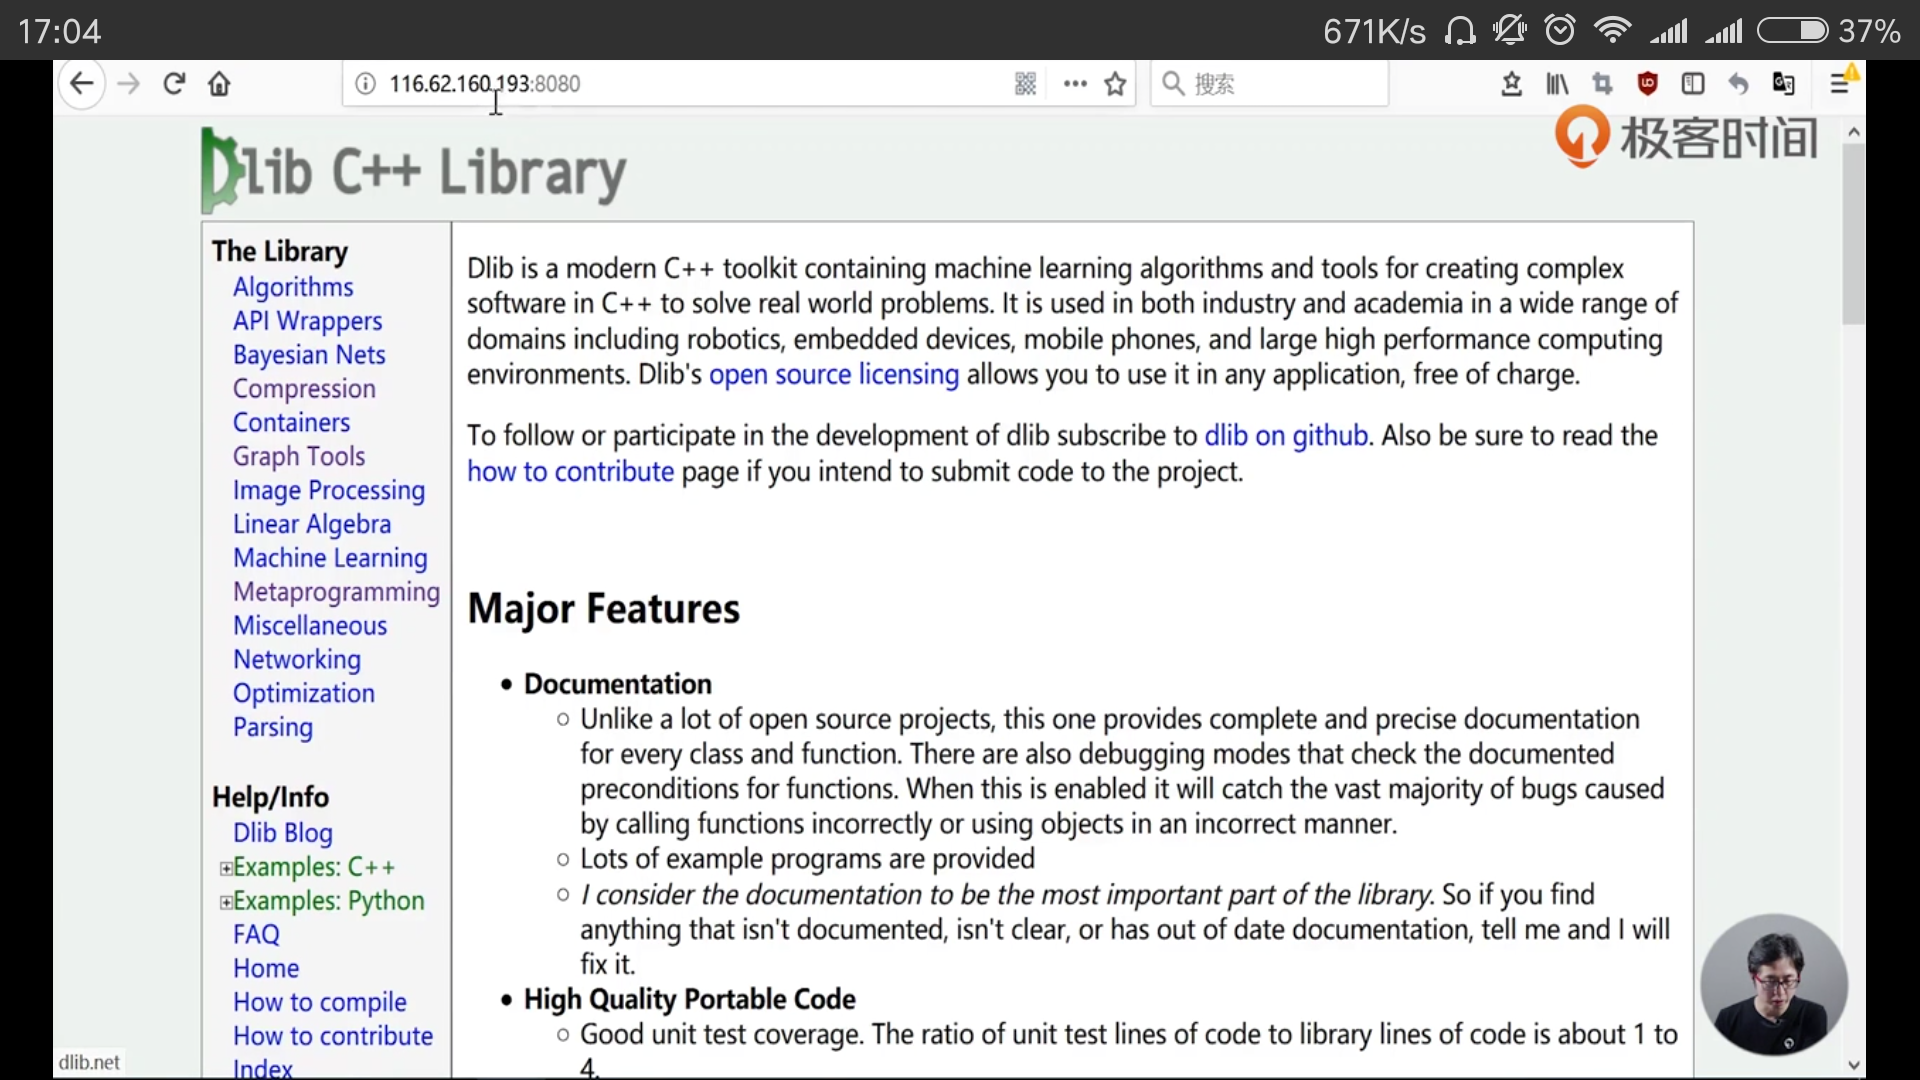 17:04
671K/s
37%
116.62.160.193:8080
搜索
极客时间
Dlib C++ Library
The Library
Algorithms
API Wrappers
Bayesian Nets
Compression
Containers
Graph Tools
Image Processing
Linear Algebra
Machine Learning
Metaprogramming
Miscellaneous
Networking
Optimization
Parsing
Help/Info
Dlib Blog
Examples: C++
Examples: Python
FAQ
Home
How to compile
How to contribute
Index
Dlib is a modern C++ toolkit containing machine learning algorithms and tools for creating complex
software in C++ to solve real world problems. It is used in both industry and academia in a wide range of
domains including robotics, embedded devices, mobile phones, and large high performance computing
environments. Dlib's open source licensing allows you to use it in any application, free of charge.
To follow or participate in the development of dlib subscribe to dlib on github. Also be sure to read the
how to contribute page if you intend to submit code to the project.
Major Features
• Documentation
○ Unlike a lot of open source projects, this one provides complete and precise documentation
for every class and function. There are also debugging modes that check the documented
preconditions for functions. When this is enabled it will catch the vast majority of bugs caused
by calling functions incorrectly or using objects in an incorrect manner.
○ Lots of example programs are provided
○ I consider the documentation to be the most important part of the library. So if you find
anything that isn't documented, isn't clear, or has out of date documentation, tell me and I will
fix it.
• High Quality Portable Code
○ Good unit test coverage. The ratio of unit test lines of code to library lines of code is about 1 to
4.
dlib.net